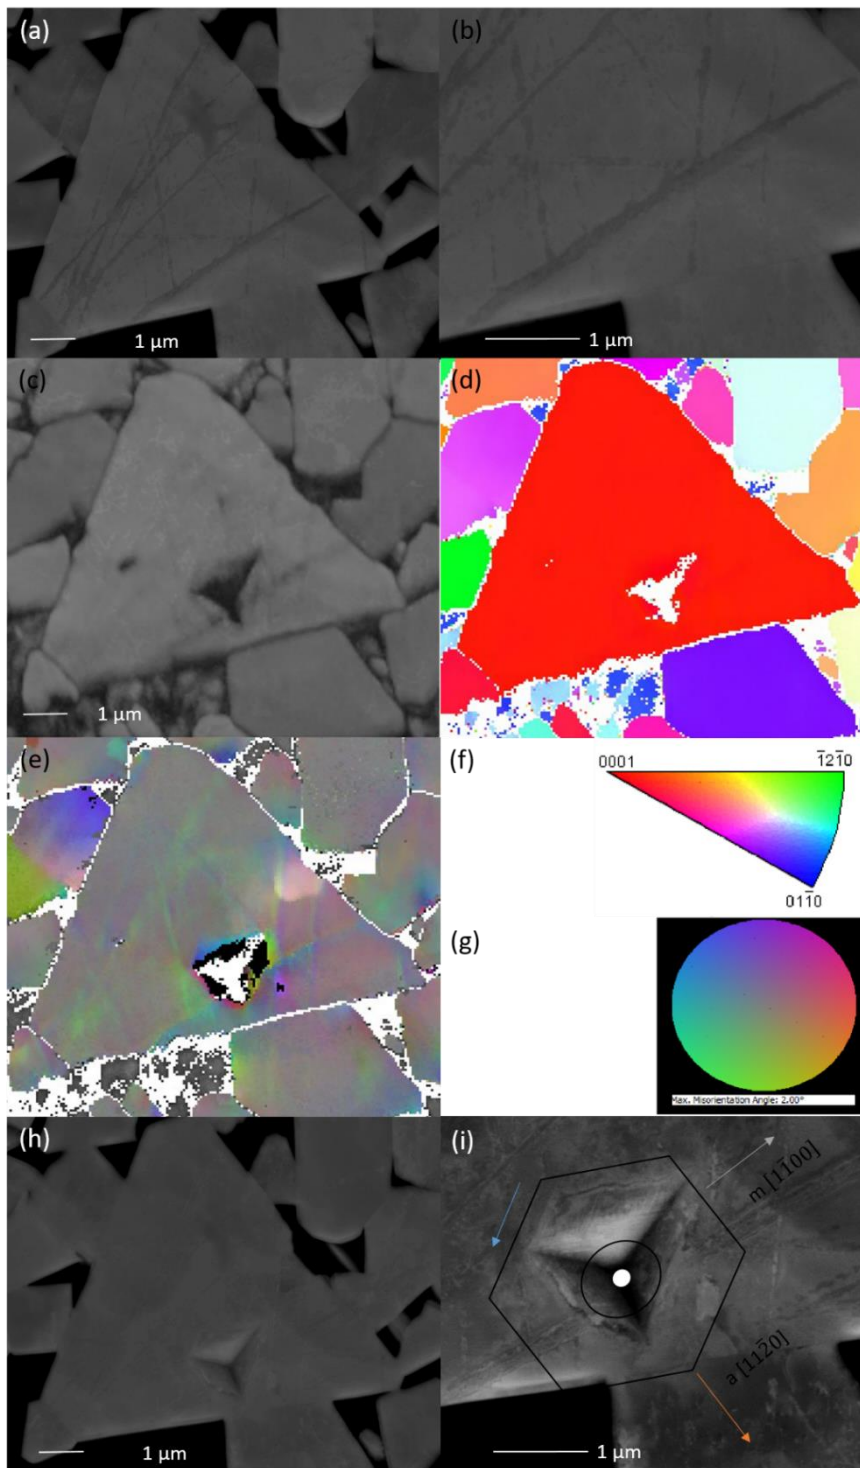 (a)
(b)
1 μm
1 μm
(c)
(d)
1 μm
(e)
(f)
0001
1̄21̄0
011̄0
(g)
Max. Misorientation Angle: 2.00°
(h)
(i)
m [11̄00]
a [112̄0]
1 μm
1 μm